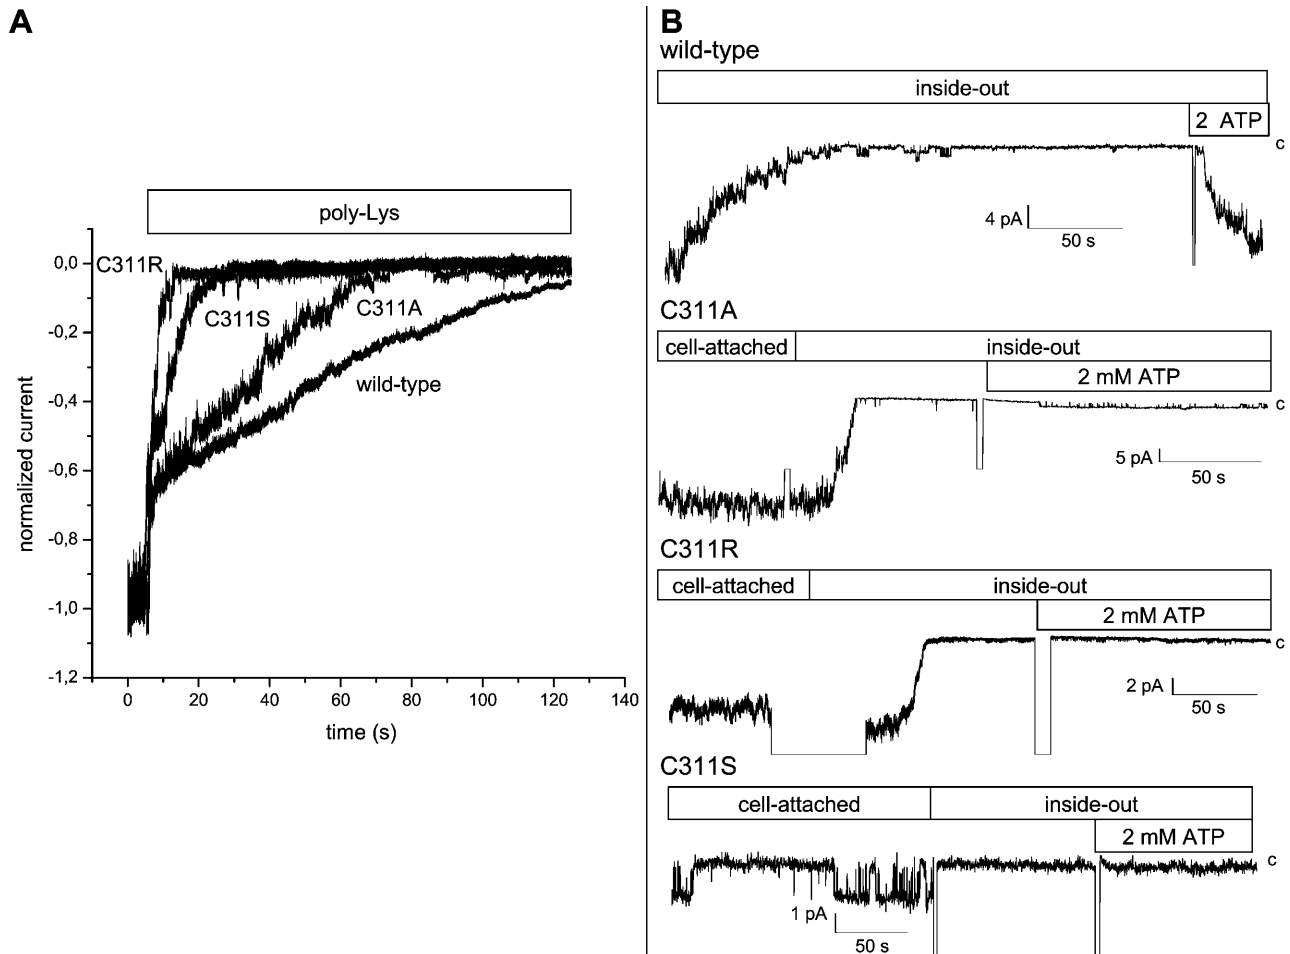 A
poly-Lys
0,0
-0,2
-0,4
-0,6
-0,8
-1,0
-1,2
normalized current
C311R
C311S
C311A
wild-type
0
20
40
60
80
100
120
140
time (s)
B
wild-type
inside-out
2 ATP
c
4 pA
50 s
C311A
cell-attached
inside-out
2 mM ATP
c
5 pA
50 s
C311R
cell-attached
inside-out
2 mM ATP
c
2 pA
50 s
C311S
cell-attached
inside-out
2 mM ATP
c
1 pA
50 s